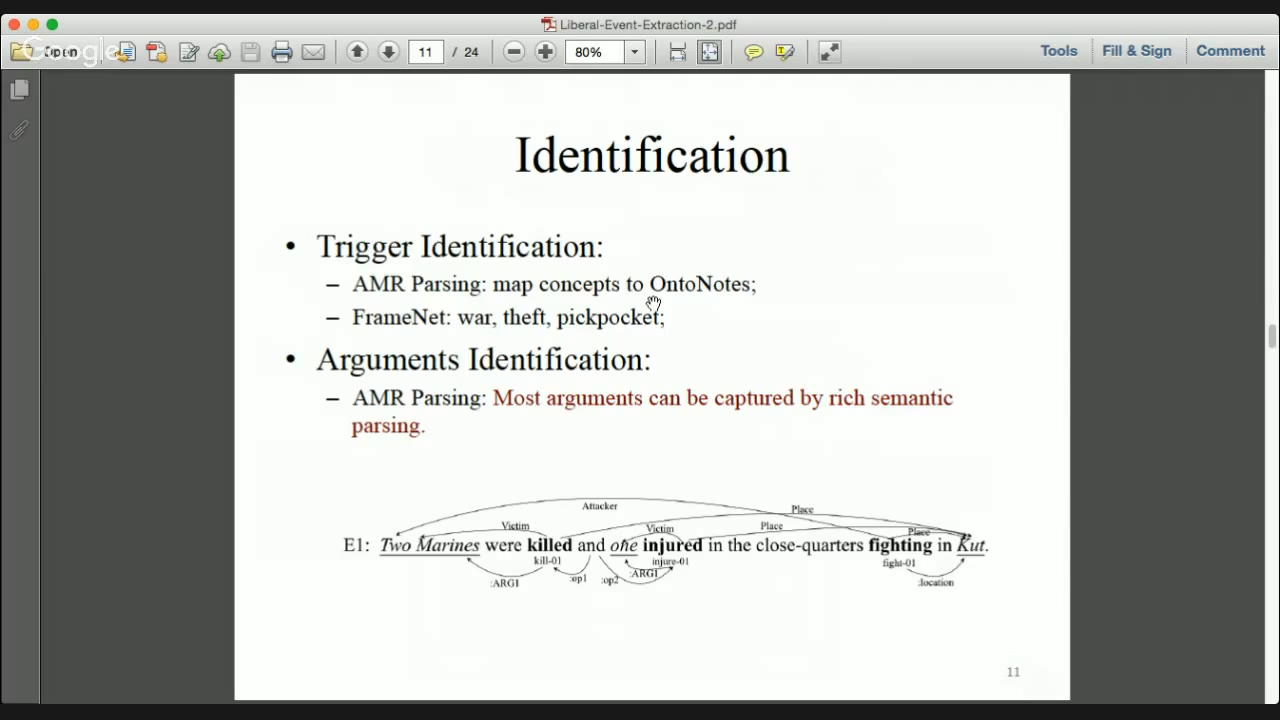 Liberal-Event-Extraction-2.pdf
Google
Open
11 / 24
80%
Tools
Fill & Sign
Comment
Identification
• Trigger Identification:
– AMR Parsing: map concepts to OntoNotes;
– FrameNet: war, theft, pickpocket;
• Arguments Identification:
– AMR Parsing: Most arguments can be captured by rich semantic
parsing.
Attacker
Place
Victim
Victim
Place
Place
E1: Two Marines were killed and one injured in the close-quarters fighting in Kut.
kill-01
injure-01
fight-01
:ARG1
:op1
:op2
:ARG1
:location
11